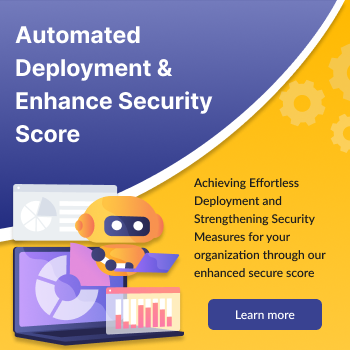 Automated
Deployment &
Enhance Security
Score
Achieving Effortless
Deployment and
Strengthening Security
Measures for your
organization through our
enhanced secure score
Learn more